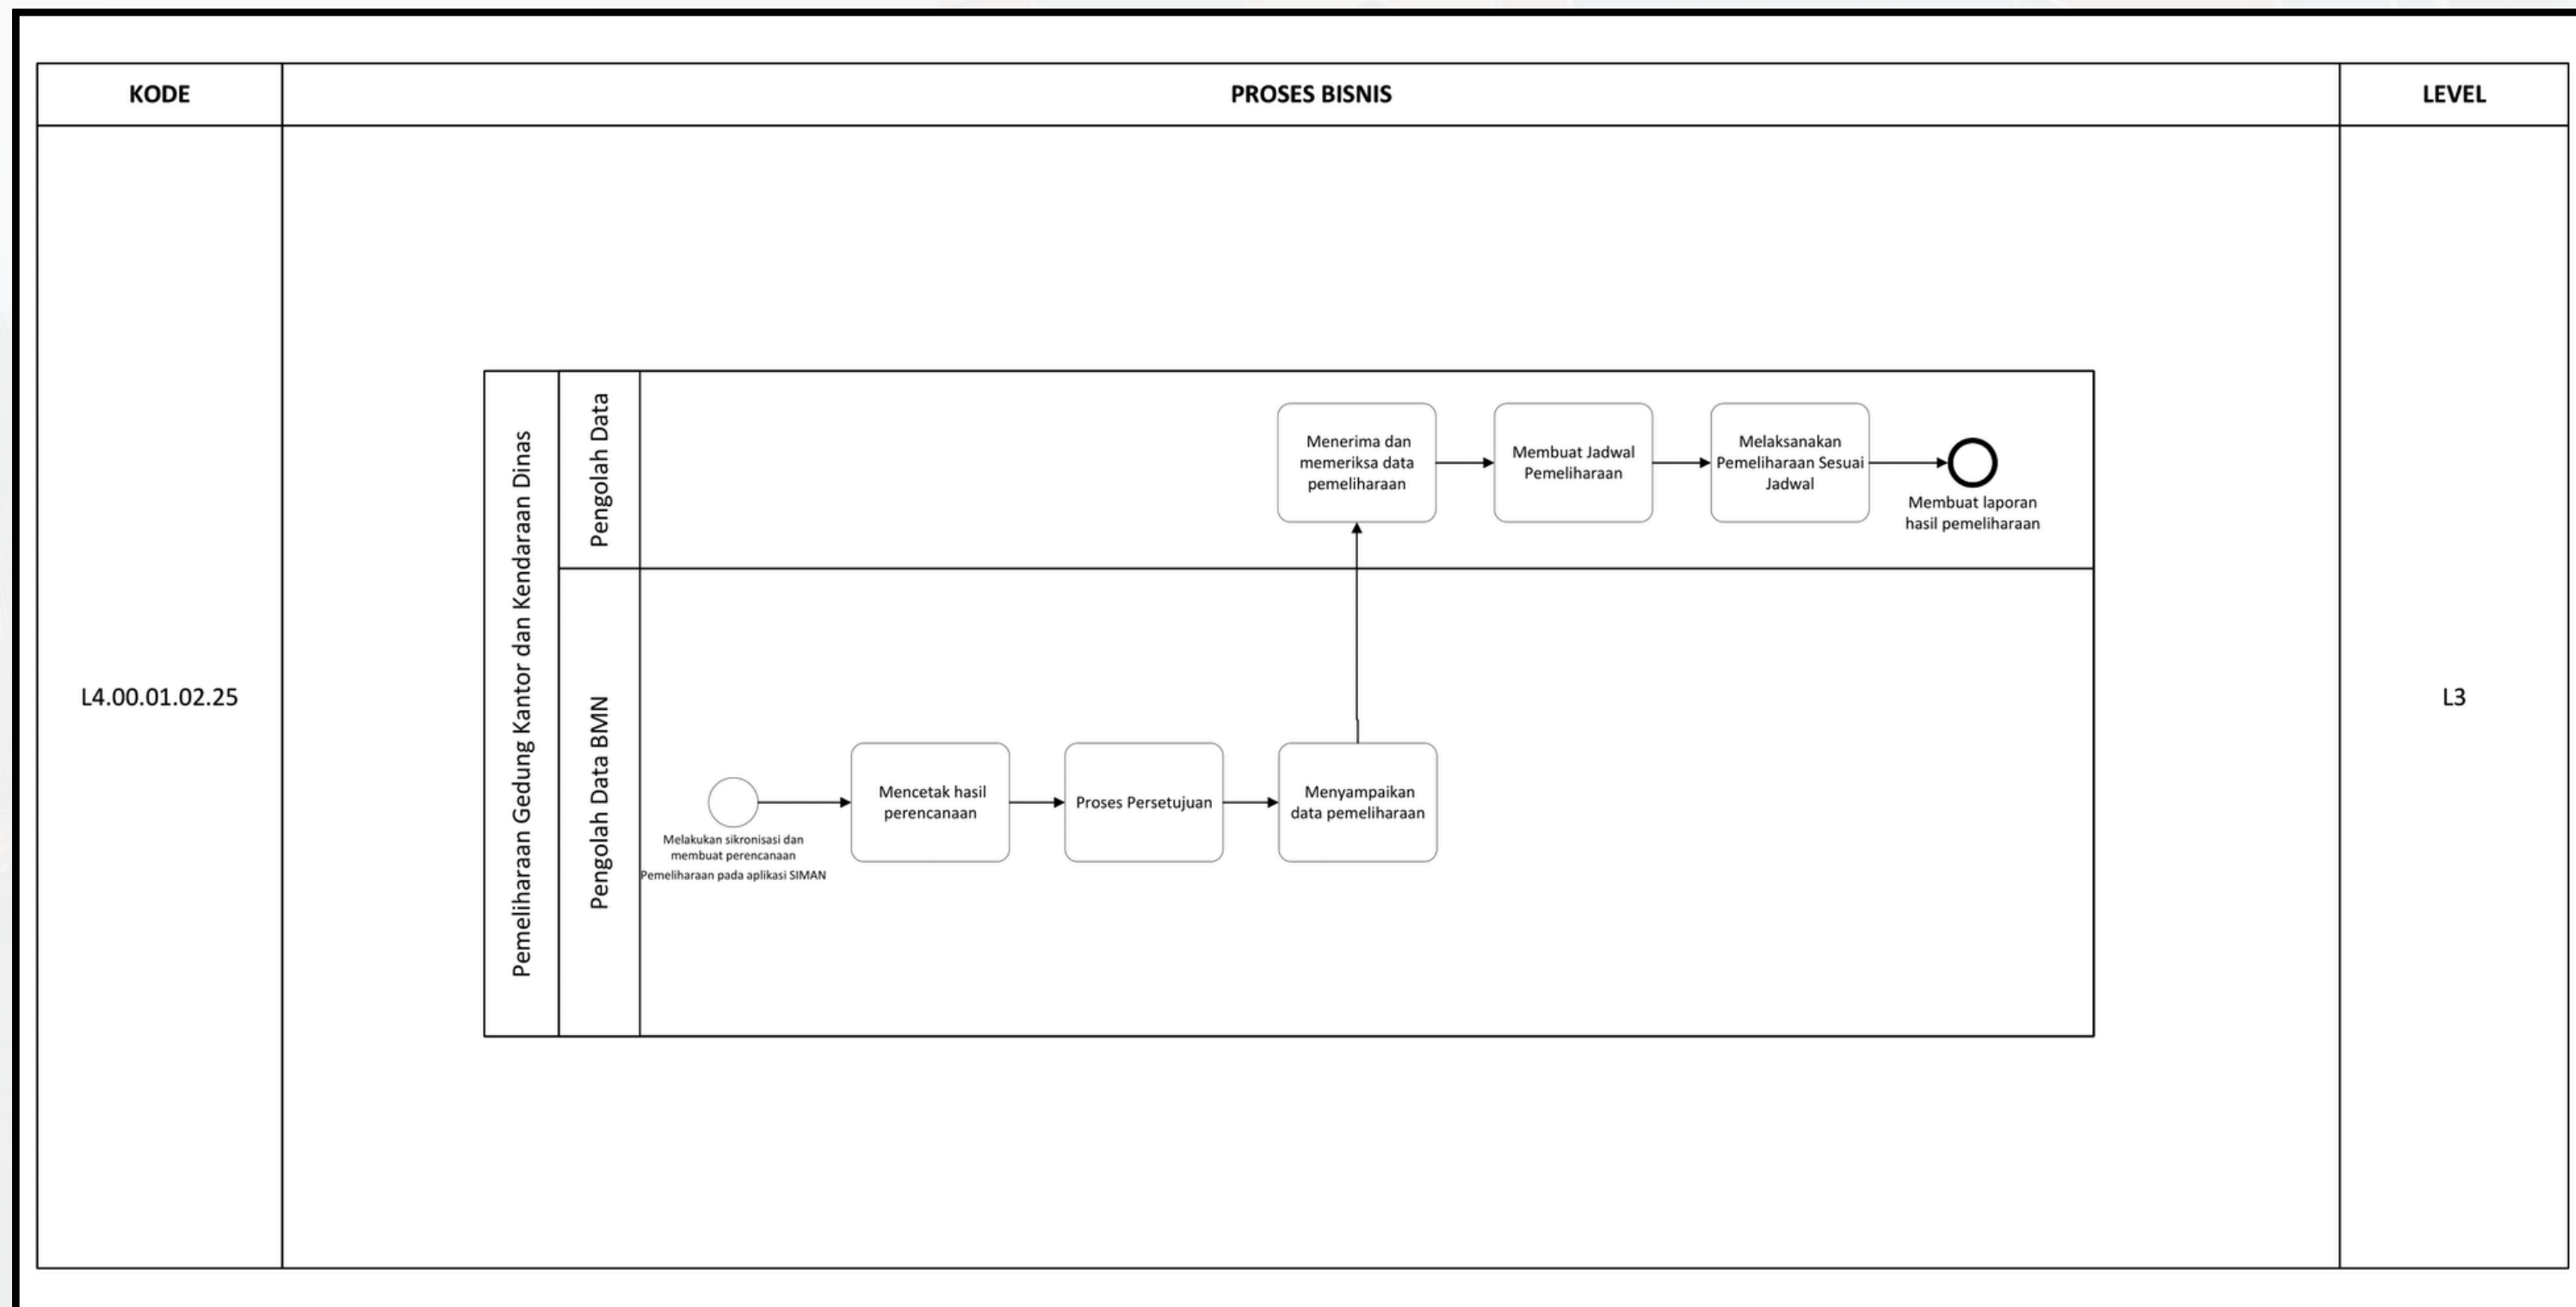 KODE
PROSES BISNIS
LEVEL
L4.00.01.02.25
Pemeliharaan Gedung Kantor dan Kendaraan Dinas
Pengolah Data
Menerima dan
memeriksa data
pemeliharaan
Membuat Jadwal
Pemeliharaan
Melaksanakan
Pemeliharaan Sesuai
Jadwal
Membuat laporan
hasil pemeliharaan
Pengolah Data BMN
Melakukan sikronisasi dan
membuat perencanaan
Pemeliharaan pada aplikasi SIMAN
Mencetak hasil
perencanaan
Proses Persetujuan
Menyampaikan
data pemeliharaan
L3